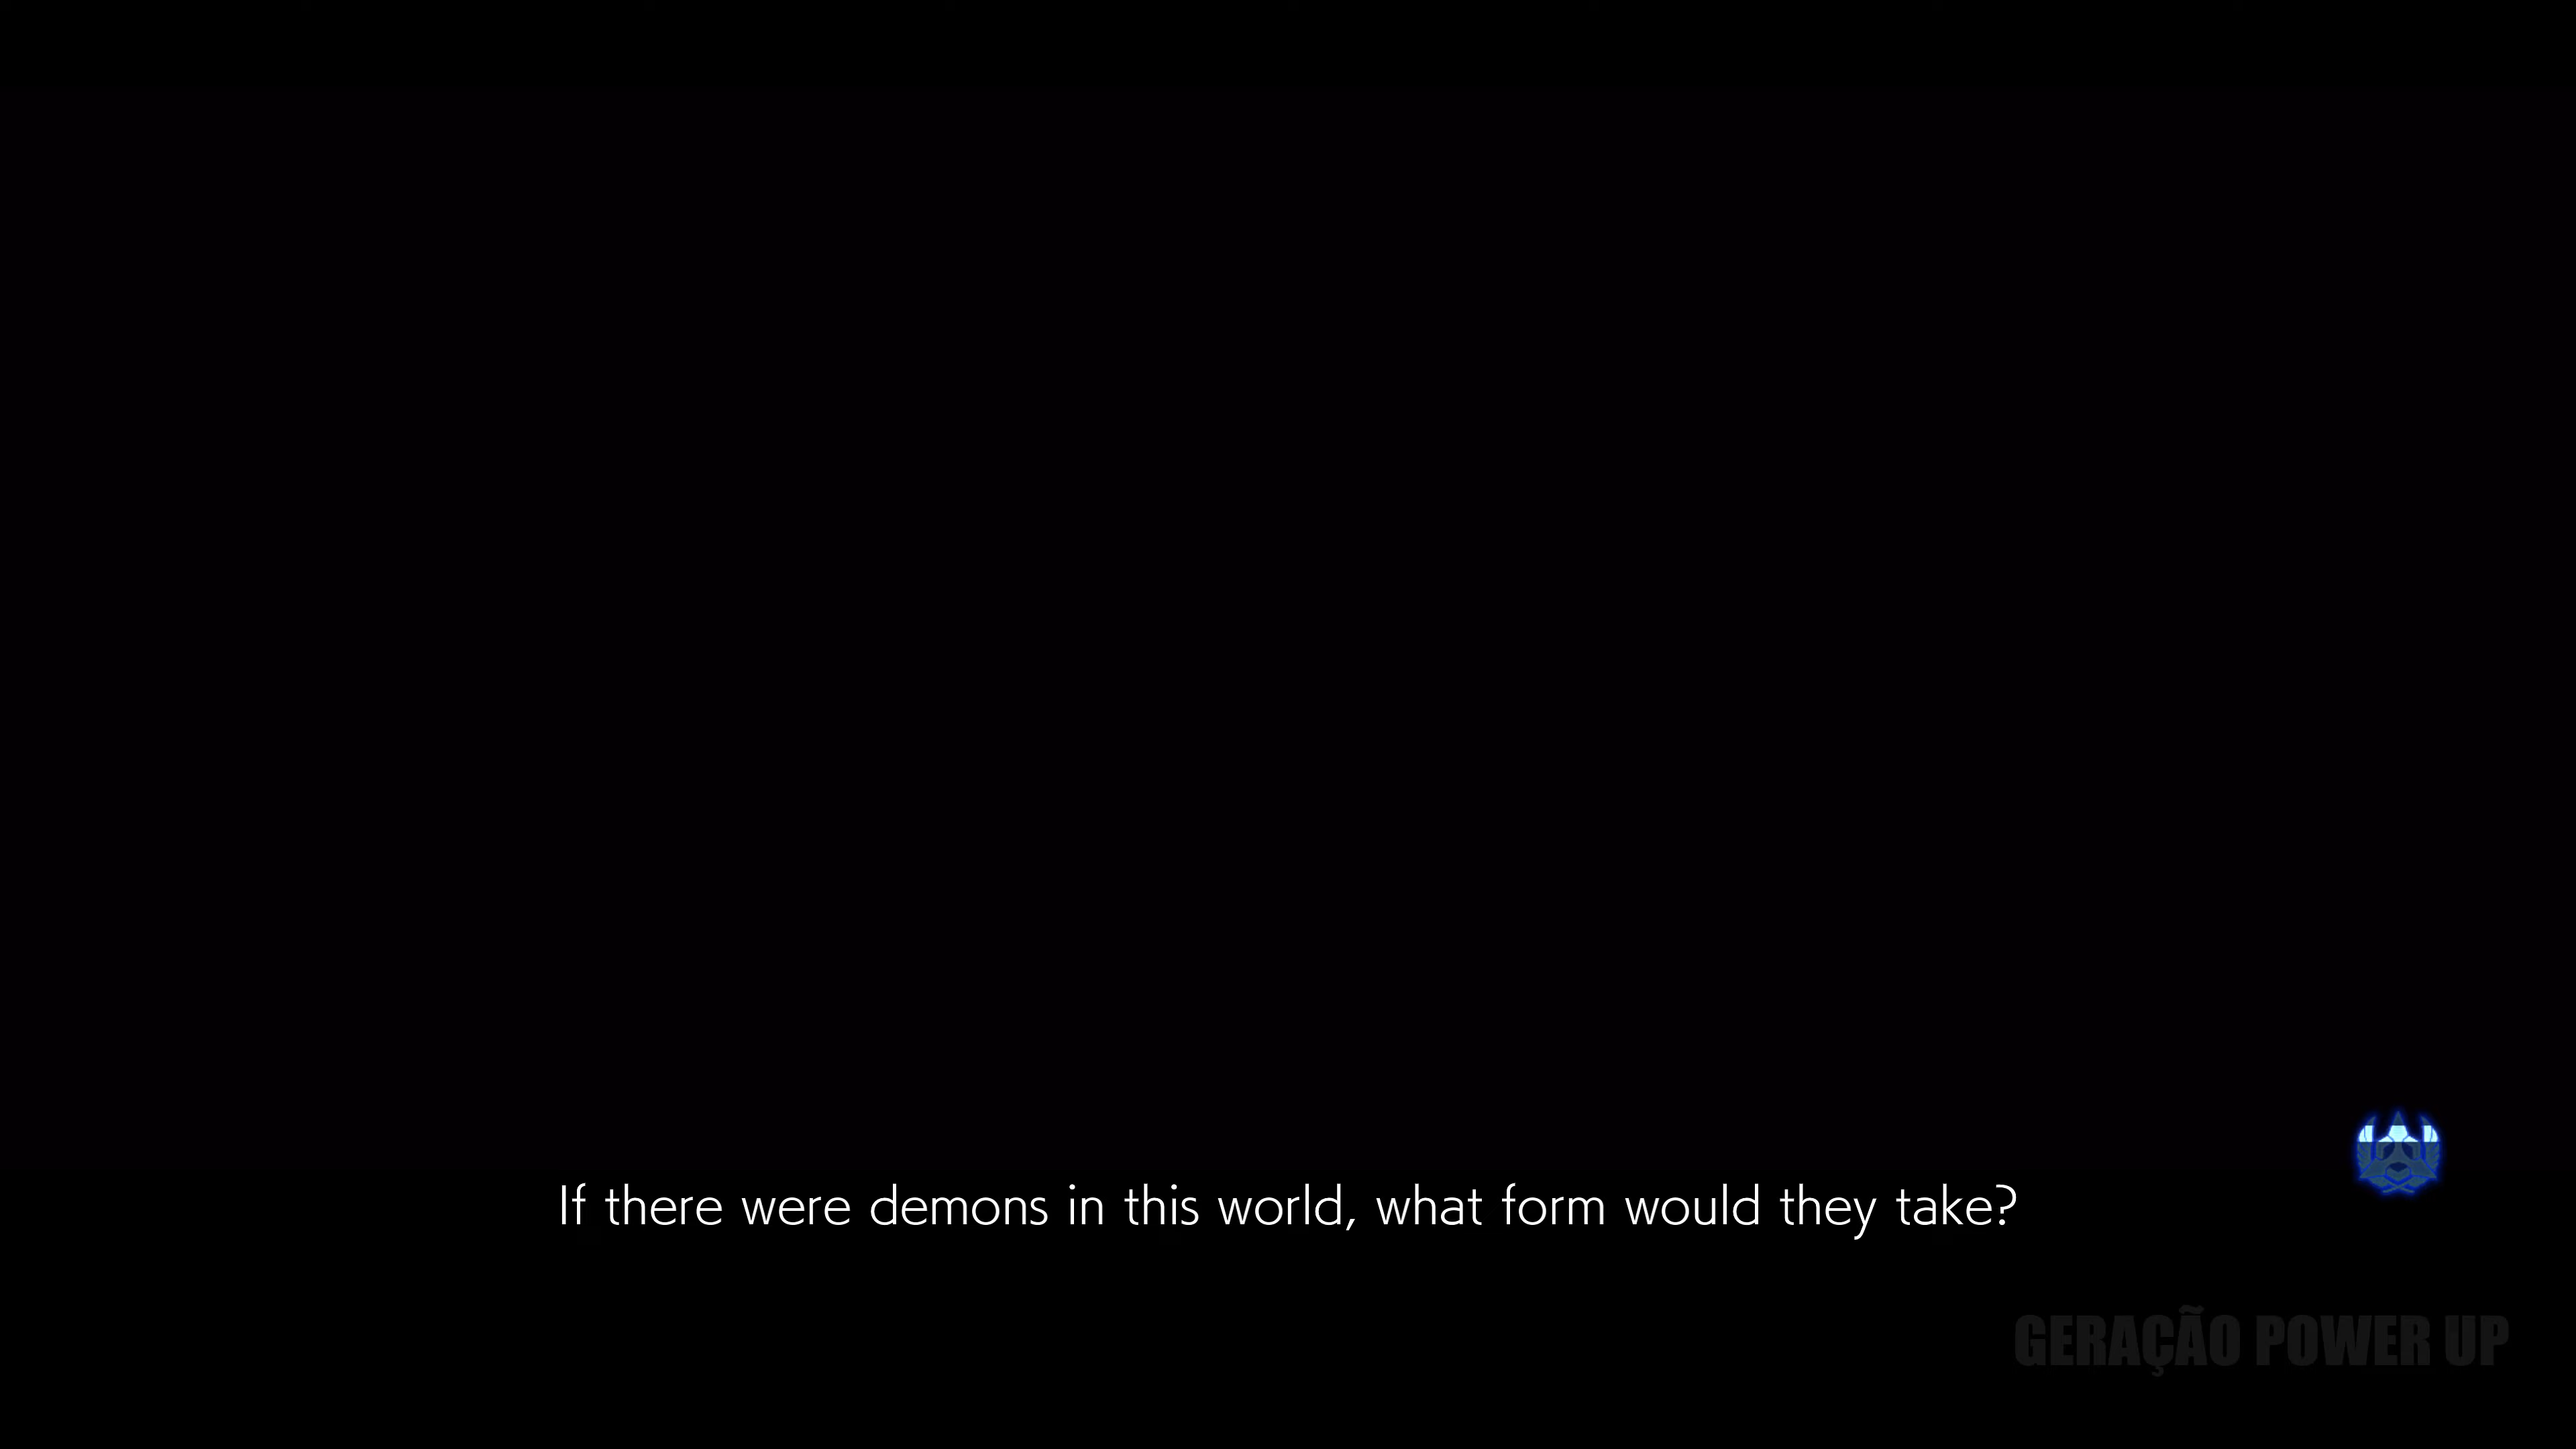 If there were demons in this world, what form would they take?
GERAÇÃO POWER UP